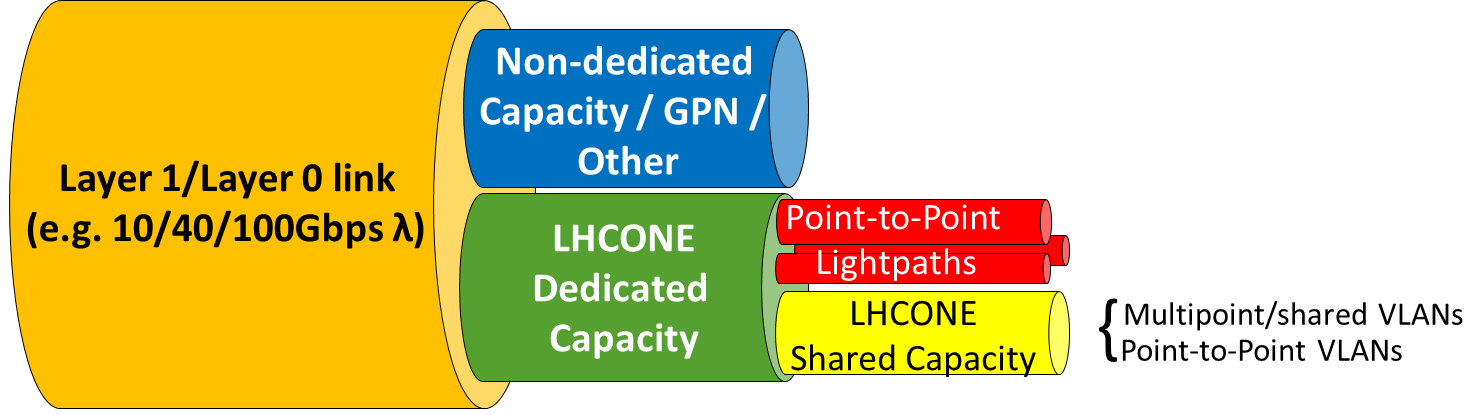 Layer 1/Layer 0 link
(e.g. 10/40/100Gbps λ)
Non-dedicated
Capacity / GPN /
Other
LHCONE
Dedicated
Capacity
Point-to-Point
Lightpaths
LHCONE
Shared Capacity
{ Multipoint/shared VLANs
Point-to-Point VLANs